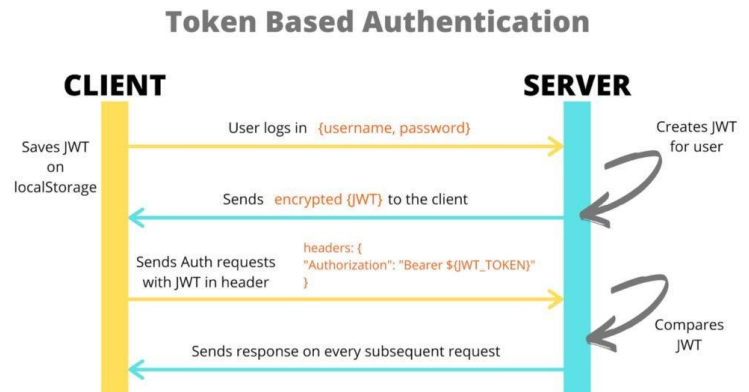 Token Based Authentication
CLIENT
SERVER
User logs in {username, password}
Creates JWT
for user
Saves JWT
on
localStorage
Sends encrypted {JWT} to the client
Sends Auth requests
with JWT in header
headers: {
"Authorization": "Bearer ${JWT_TOKEN}"
}
Compares
JWT
Sends response on every subsequent request